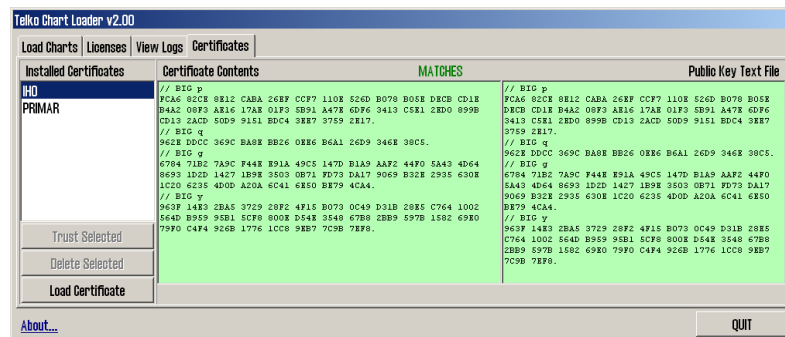 Telko Chart Loader v2.00
Load Charts Licenses View Logs Certificates
Installed Certificates
IHO
PRIMAR
Trust Selected
Delete Selected
Load Certificate
Certificate Contents MATCHES Public Key Text File
// BIG p
FCA6 82CE 8E12 CABA 26EF CCF7 110E 526D B078 B05E DECB CD1E
B4A2 08F3 AE16 17AE 01F3 5B91 A47E 6DF6 3413 C5E1 2ED0 899B
CD13 2ACD 50D9 9151 BDC4 3EE7 3759 2E17.
// BIG q
962E DDCC 369C BA8E BB26 0EE6 B6A1 26D9 346E 38C5.
// BIG g
6784 71B2 7A9C F44E E91A 49C5 147D B1A9 AAF2 44F0 5A43 4D64
8693 1D2D 1427 1B9E 3503 0B71 FD73 DA17 9069 B32E 2935 630E
1C20 6235 4D0D A20A 6C41 6E50 BE79 4CA4.
// BIG y
963F 14E3 2BA5 3729 28F2 4F15 B073 0C49 D31B 28E5 C764 1002
564D B959 95B1 5CF8 800E D54E 3548 67B8 2BB9 597B 1582 69E0
79F0 C4F4 926B 1776 1CC8 9EB7 7C9B 7EF8.
// BIG p
FCA6 82CE 8E12 CABA 26EF CCF7 110E 526D B078 B05E
DECB CD1E B4A2 08F3 AE16 17AE 01F3 5B91 A47E 6DF6
3413 C5E1 2ED0 899B CD13 2ACD 50D9 9151 BDC4 3EE7
3759 2E17.
// BIG q
962E DDCC 369C BA8E BB26 0EE6 B6A1 26D9 346E 38C5.
// BIG g
6784 71B2 7A9C F44E E91A 49C5 147D B1A9 AAF2 44F0
5A43 4D64 8693 1D2D 1427 1B9E 3503 0B71 FD73 DA17
9069 B32E 2935 630E 1C20 6235 4D0D A20A 6C41 6E50
BE79 4CA4.
// BIG y
963F 14E3 2BA5 3729 28F2 4F15 B073 0C49 D31B 28E5
C764 1002 564D B959 95B1 5CF8 800E D54E 3548 67B8
2BB9 597B 1582 69E0 79F0 C4F4 926B 1776 1CC8 9EB7
7C9B 7EF8.
About...
QUIT